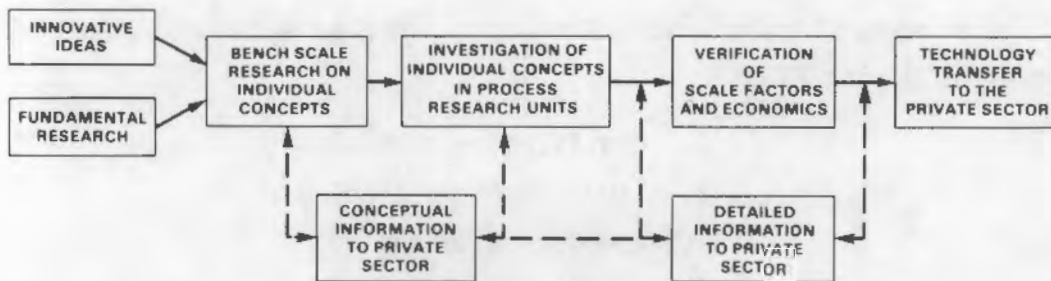 INNOVATIVE
IDEAS
FUNDAMENTAL
RESEARCH
BENCH SCALE
RESEARCH ON
INDIVIDUAL
CONCEPTS
INVESTIGATION OF
INDIVIDUAL CONCEPTS
IN PROCESS
RESEARCH UNITS
VERIFICATION
OF
SCALE FACTORS
AND ECONOMICS
TECHNOLOGY
TRANSFER
TO THE
PRIVATE SECTOR
CONCEPTUAL
INFORMATION
TO PRIVATE
SECTOR
DETAILED
INFORMATION
TO PRIVATE
SECTOR